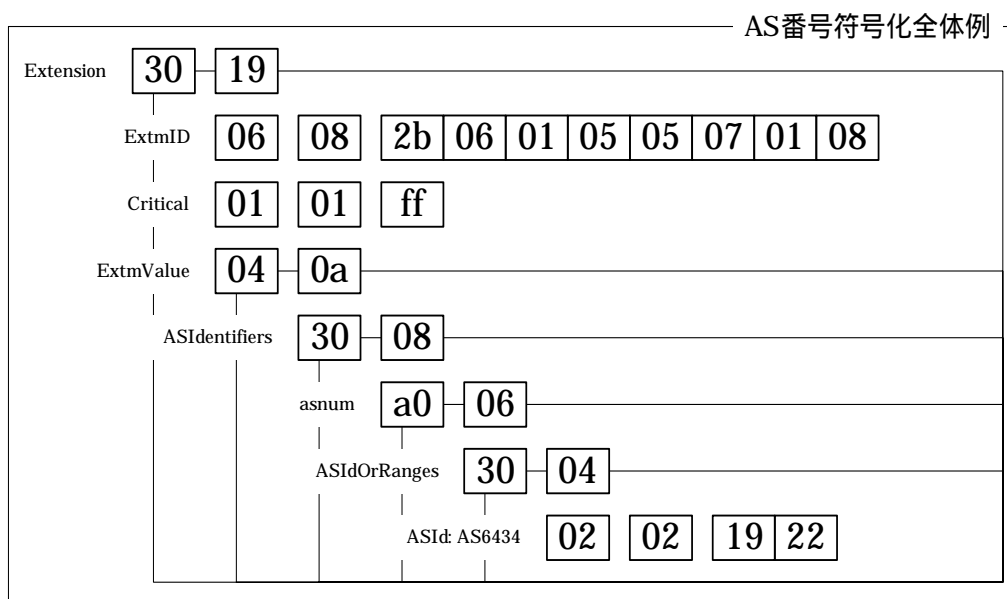 AS番号符号化全体例
Extension 30 19
ExtmID 06 08 2b 06 01 05 05 07 01 08
Critical 01 01 ff
ExtmValue 04 0a
ASIdentifiers 30 08
asnum a0 06
ASIdOrRanges 30 04
ASId: AS6434 02 02 19 22